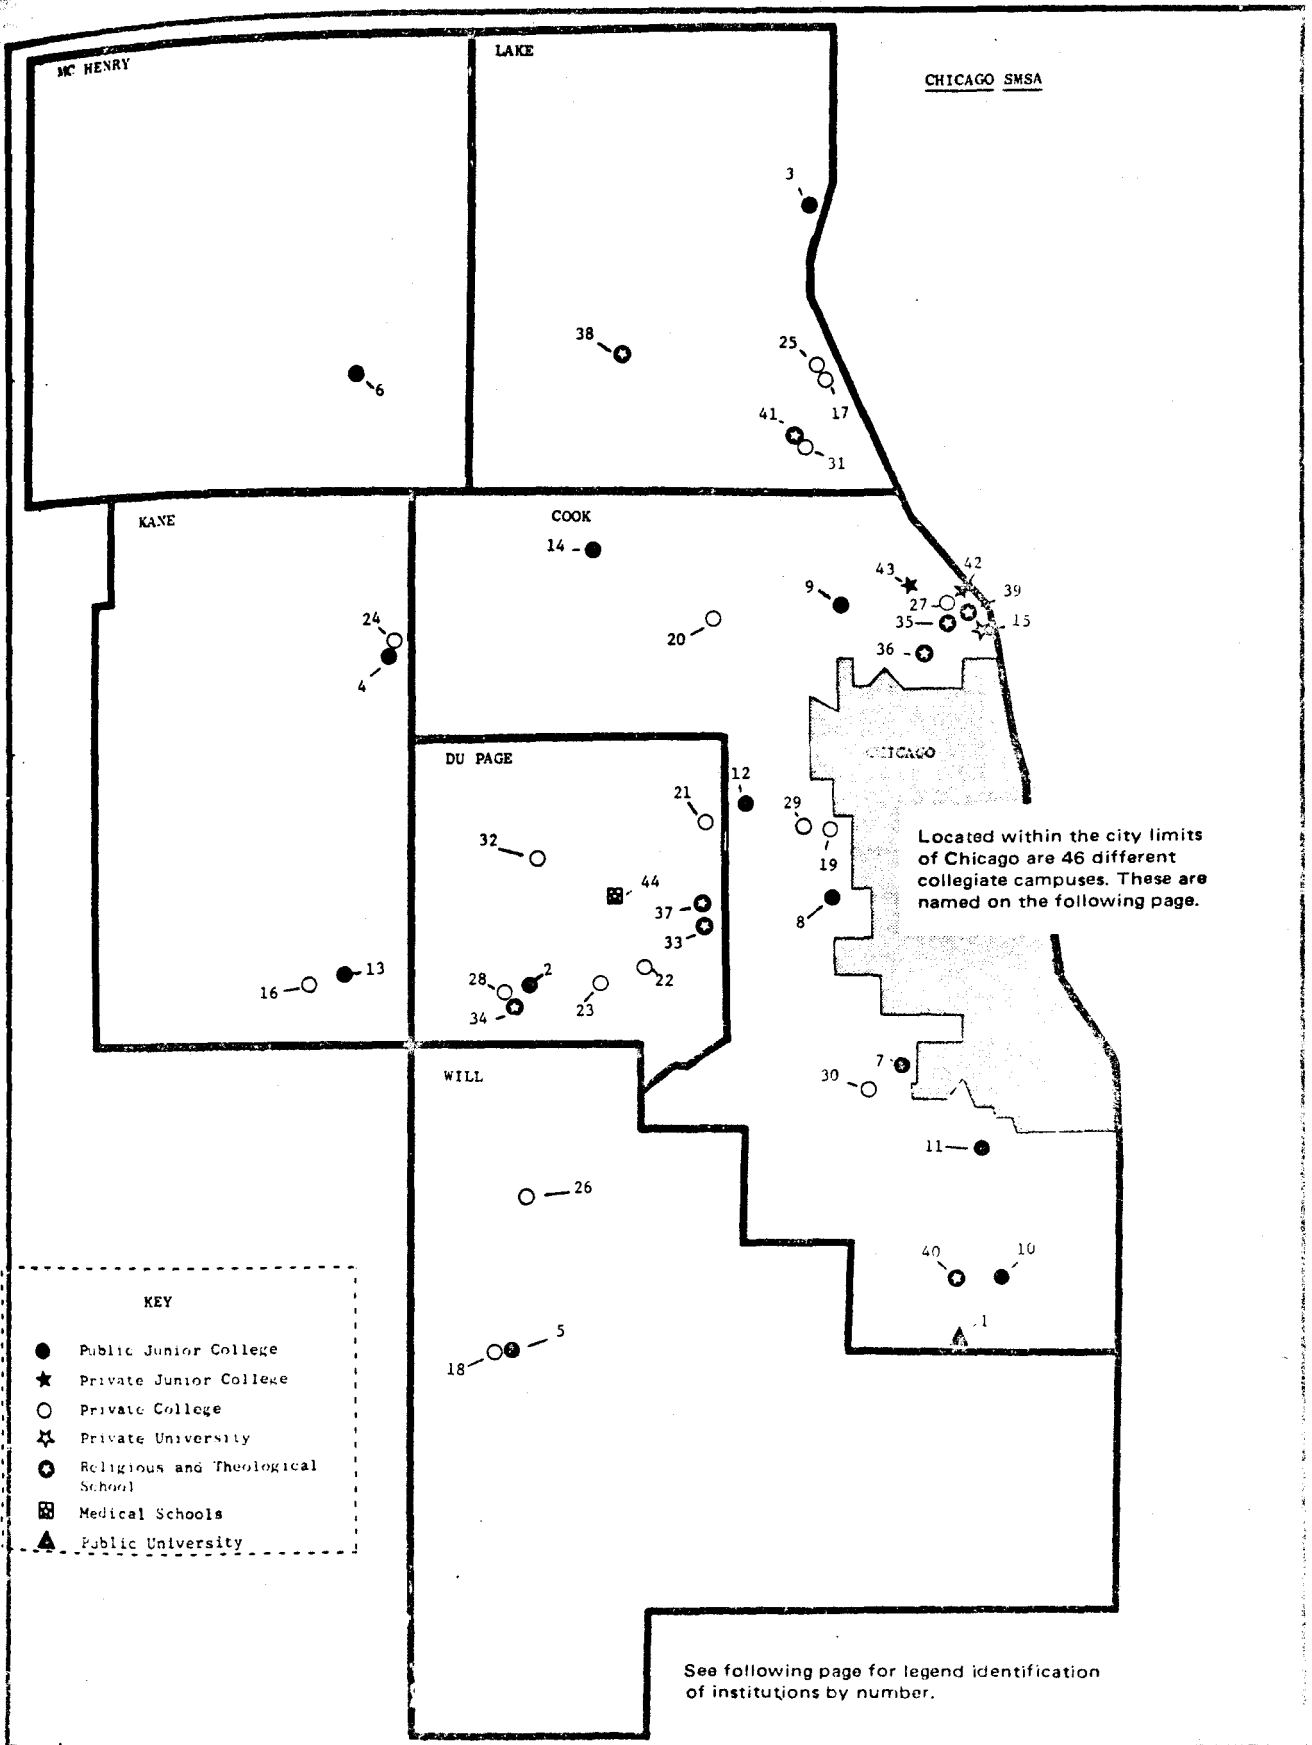 MC HENRY
LAKE
CHICAGO SMSA
3
38
25
6
17
41
31
KANE
COOK
14
42
43
9
39
27
24
35
15
20
36
4
DU PAGE
CHICAGO
12
21
29
Located within the city limits
of Chicago are 46 different
collegiate campuses. These are
named on the following page.
32
19
44
37
8
33
13
2
22
28
16
23
34
7
WILL
30
11
26
40
10
KEY
1
5
Public Junior College
18
Private Junior College
Private College
Private University
Religious and Theological
School
Medical Schools
Public University
See following page for legend identification
of institutions by number.